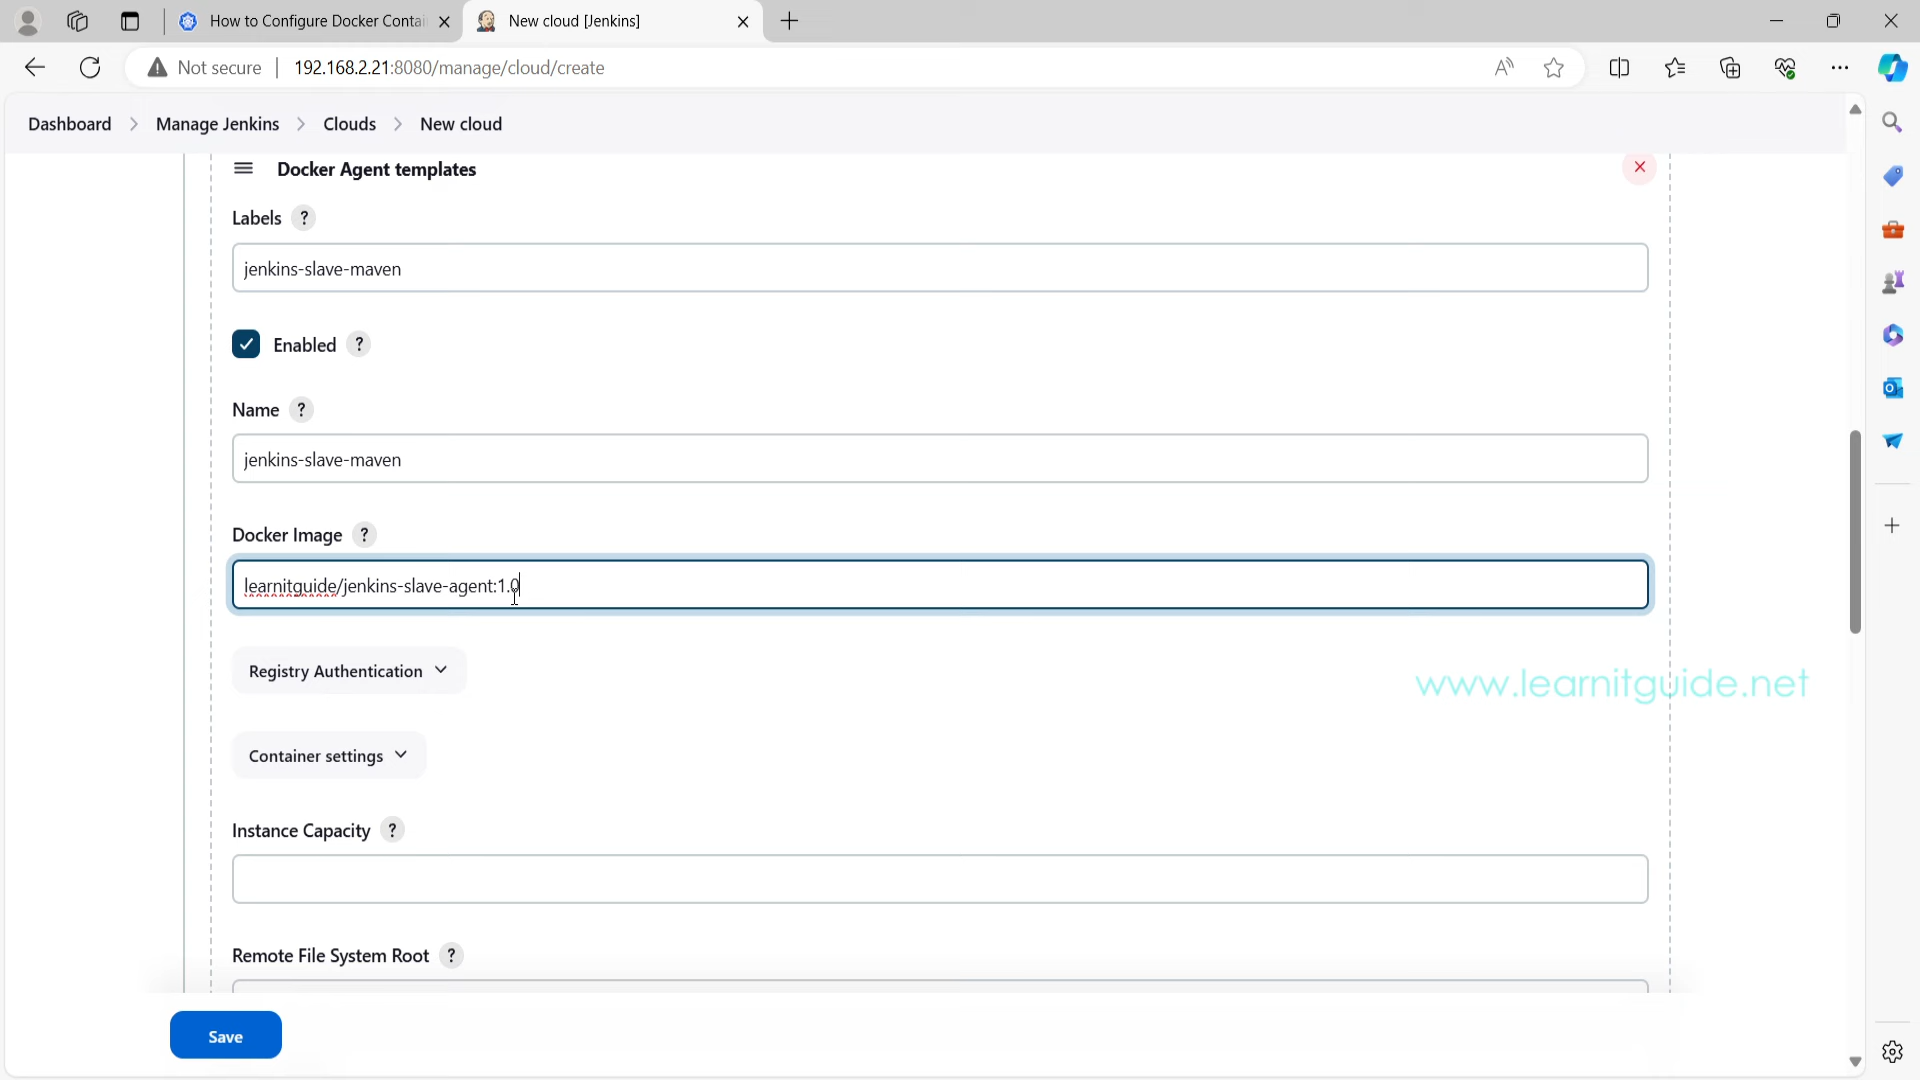 How to Configure Docker Contai
New cloud [Jenkins]
Not secure
192.168.2.21:8080/manage/cloud/create
Dashboard > Manage Jenkins > Clouds > New cloud
Docker Agent templates
Labels ?
jenkins-slave-maven
Enabled ?
Name ?
jenkins-slave-maven
Docker Image ?
learnitguide/jenkins-slave-agent:1.0
Registry Authentication
www.learnitguide.net
Container settings
Instance Capacity ?
Remote File System Root ?
Save